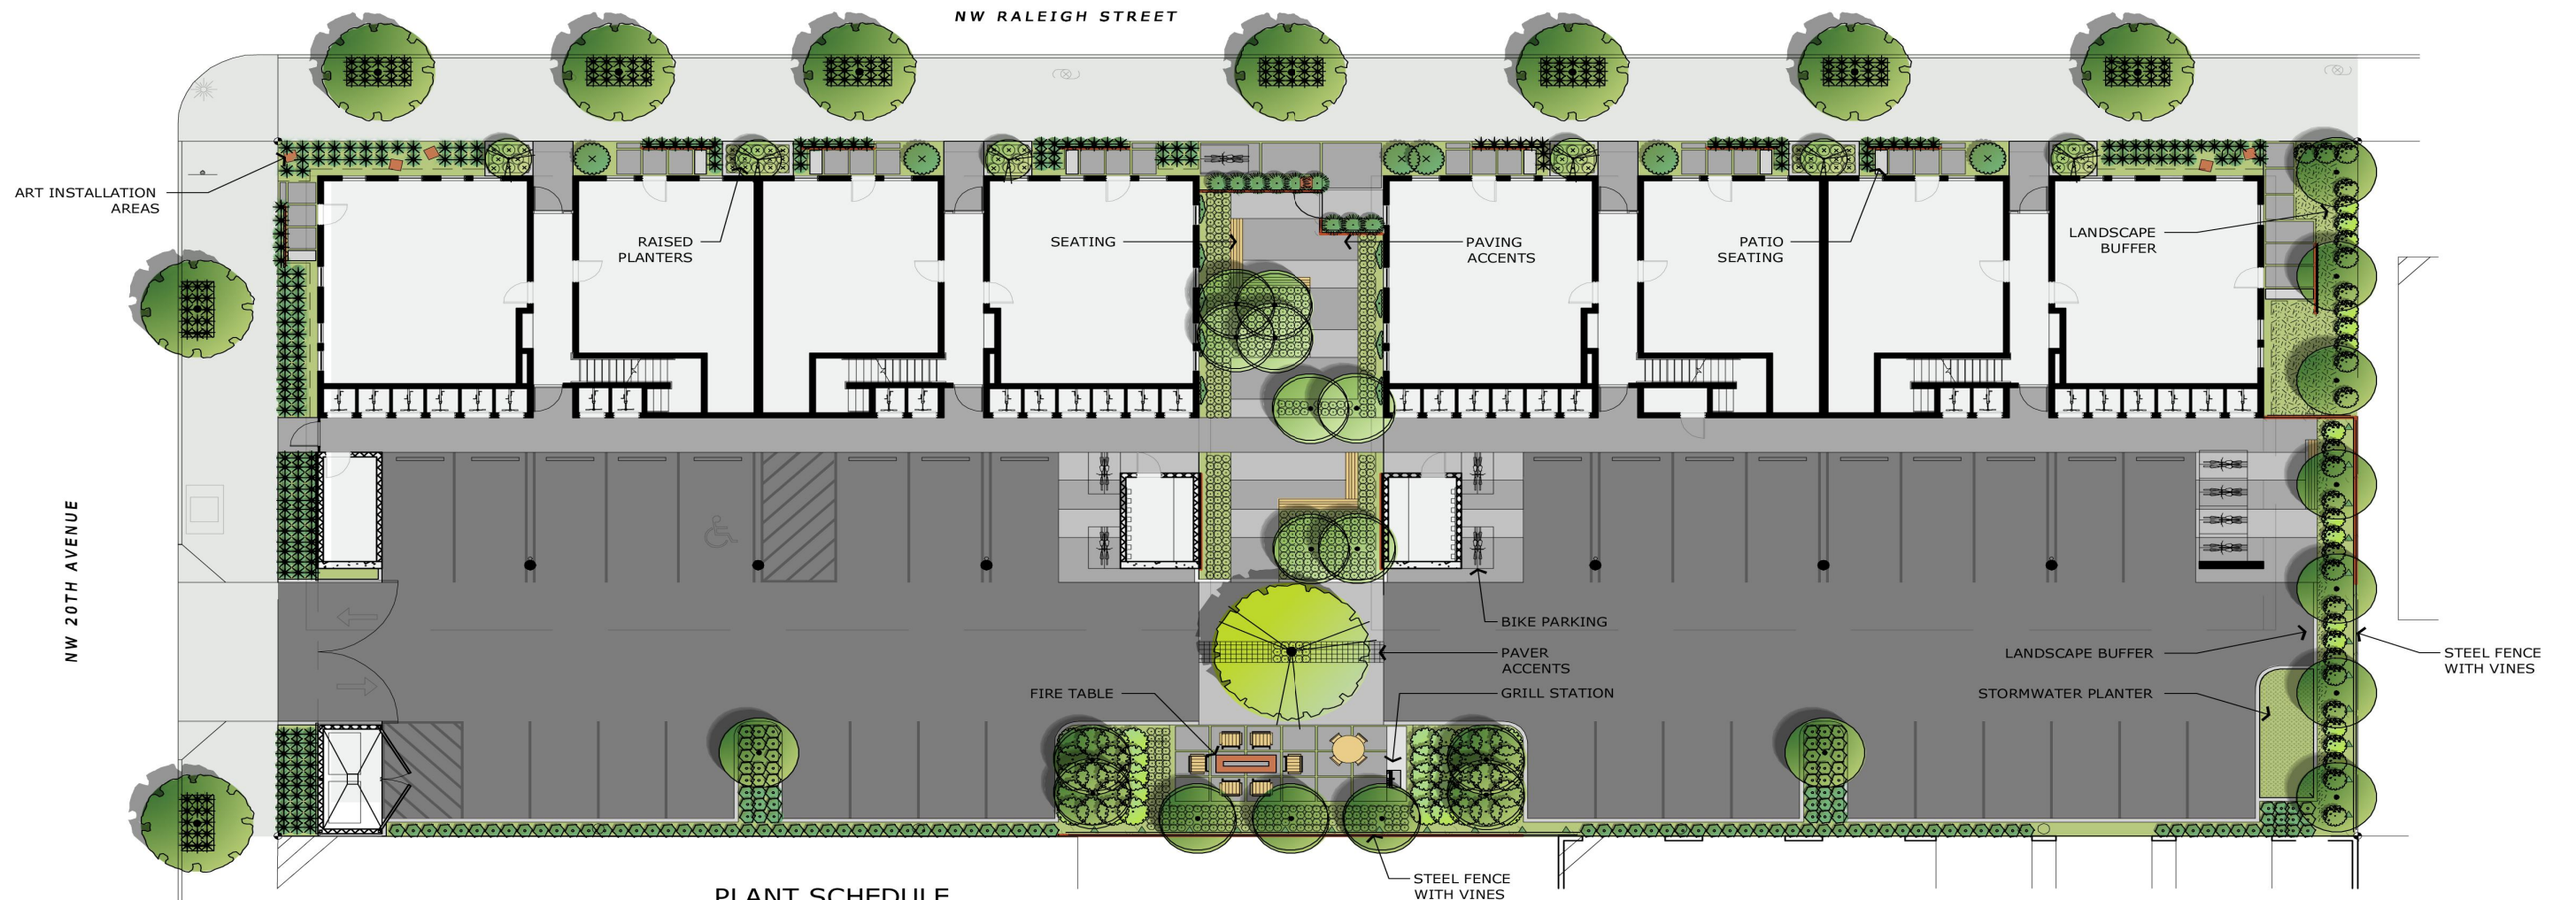 NW RALEIGH STREET
ART INSTALLATION
AREAS
RAISED
PLANTERS
SEATING
PAVING
ACCENTS
PATIO
SEATING
LANDSCAPE
BUFFER
NW 20TH AVENUE
BIKE PARKING
PAVER
ACCENTS
GRILL STATION
FIRE TABLE
LANDSCAPE BUFFER
STORMWATER PLANTER
STEEL FENCE
WITH VINES
STEEL FENCE
WITH VINES
PLANT SCHEDULE